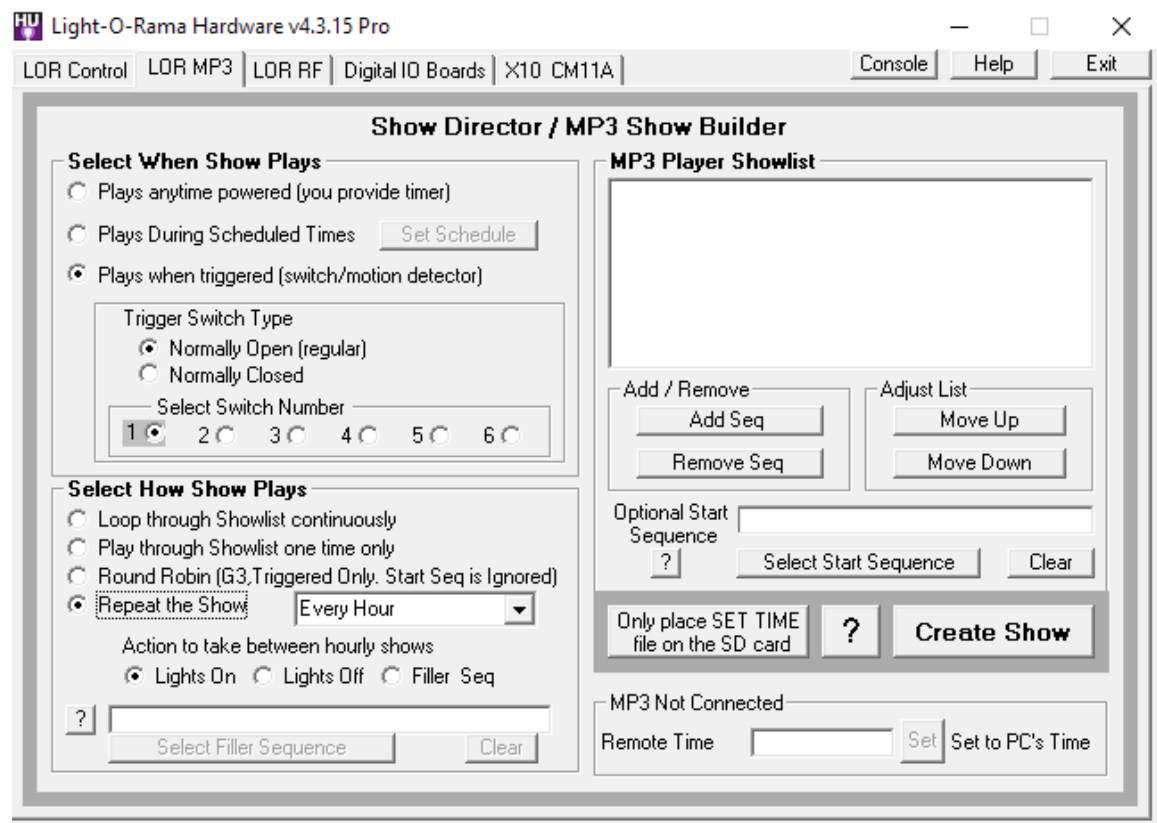 HU Light-O-Rama Hardware v4.3.15 Pro
LOR Control LOR MP3 LOR RF Digital IO Boards X10 CM11A Console Help Exit
Show Director / MP3 Show Builder
Select When Show Plays
Plays anytime powered (you provide timer)
Plays During Scheduled Times Set Schedule
Plays when triggered (switch/motion detector)
Trigger Switch Type
Normally Open (regular)
Normally Closed
Select Switch Number
1 2 3 4 5 6
Select How Show Plays
Loop through Showlist continuously
Play through Showlist one time only
Round Robin (G3,Triggered Only. Start Seq is Ignored)
Repeat the Show Every Hour
Action to take between hourly shows
Lights On Lights Off Filler Seq
?
Select Filler Sequence Clear
MP3 Player Showlist
Add / Remove
Add Seq
Remove Seq
Adjust List
Move Up
Move Down
Optional Start
Sequence
? Select Start Sequence Clear
Only place SET TIME
file on the SD card
? Create Show
MP3 Not Connected
Remote Time Set Set to PC's Time